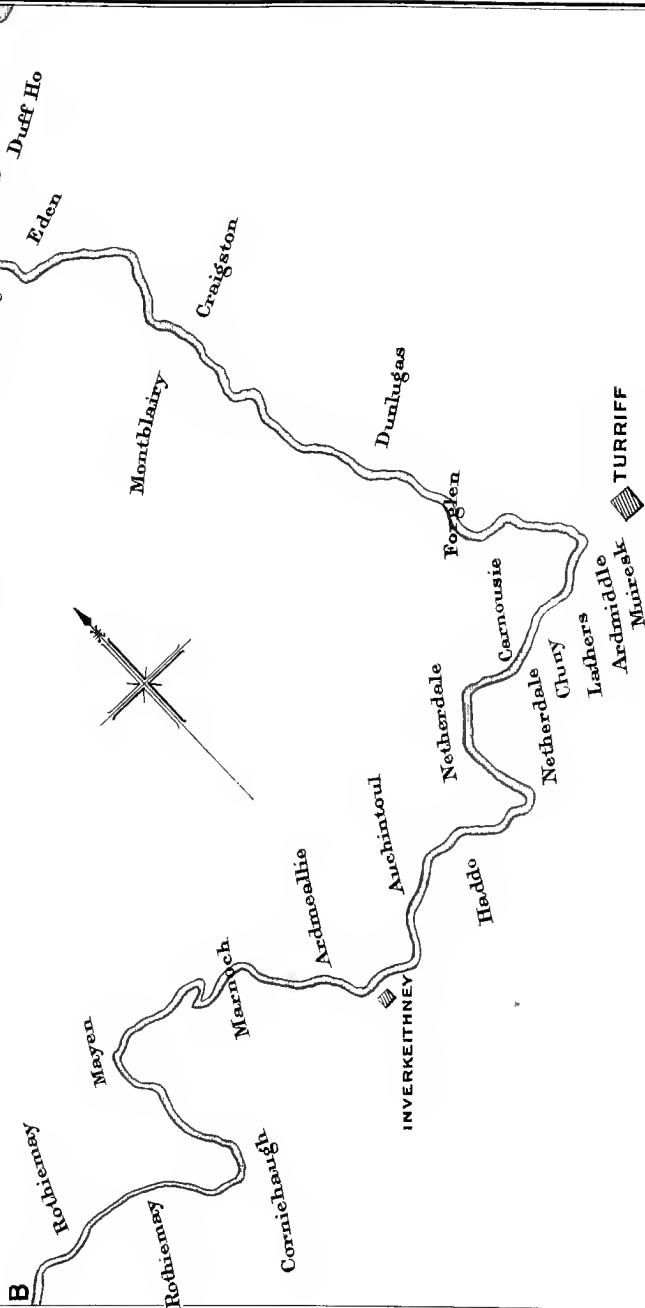 Duff Ho
Eden
Craigston
Montblairy
Dunlugas
Forglen
TURRIFF
Carnousie
Muiresk
Ardmiddle
Lathers
Cluny
Netherdale
Netherdale
Auchintoul
Haddo
Ardmeallie
Marnoch
INVERKEITHNEY
Mayen
Corniehaugh
Rothiemay
Rothiemay
B